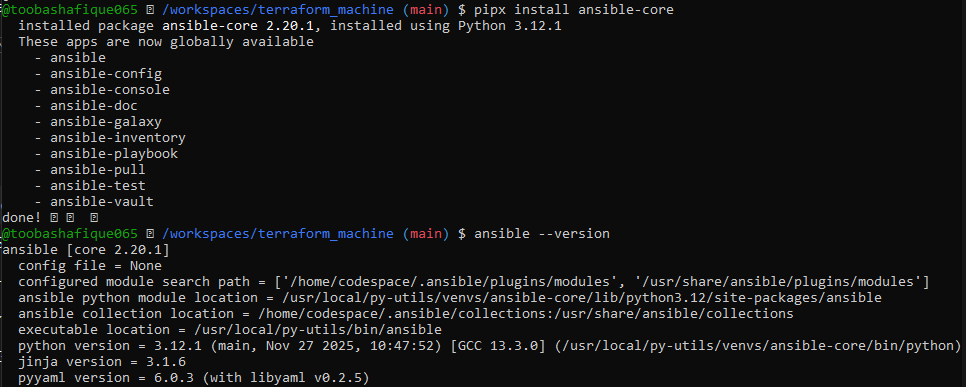 @toobashafique065 /workspaces/terraform_machine (main) $ pipx install ansible-core
installed package ansible-core 2.20.1, installed using Python 3.12.1
These apps are now globally available
- ansible
- ansible-config
- ansible-console
- ansible-doc
- ansible-galaxy
- ansible-inventory
- ansible-playbook
- ansible-pull
- ansible-test
- ansible-vault
done!
@toobashafique065 /workspaces/terraform_machine (main) $ ansible --version
ansible [core 2.20.1]
config file = None
configured module search path = ['/home/codespace/.ansible/plugins/modules', '/usr/share/ansible/plugins/modules']
ansible python module location = /usr/local/py-utils/venvs/ansible-core/lib/python3.12/site-packages/ansible
ansible collection location = /home/codespace/.ansible/collections:/usr/share/ansible/collections
executable location = /usr/local/py-utils/bin/ansible
python version = 3.12.1 (main, Nov 27 2025, 10:47:52) [GCC 13.3.0] (/usr/local/py-utils/venvs/ansible-core/bin/python)
jinja version = 3.1.6
pyyaml version = 6.0.3 (with libyaml v0.2.5)